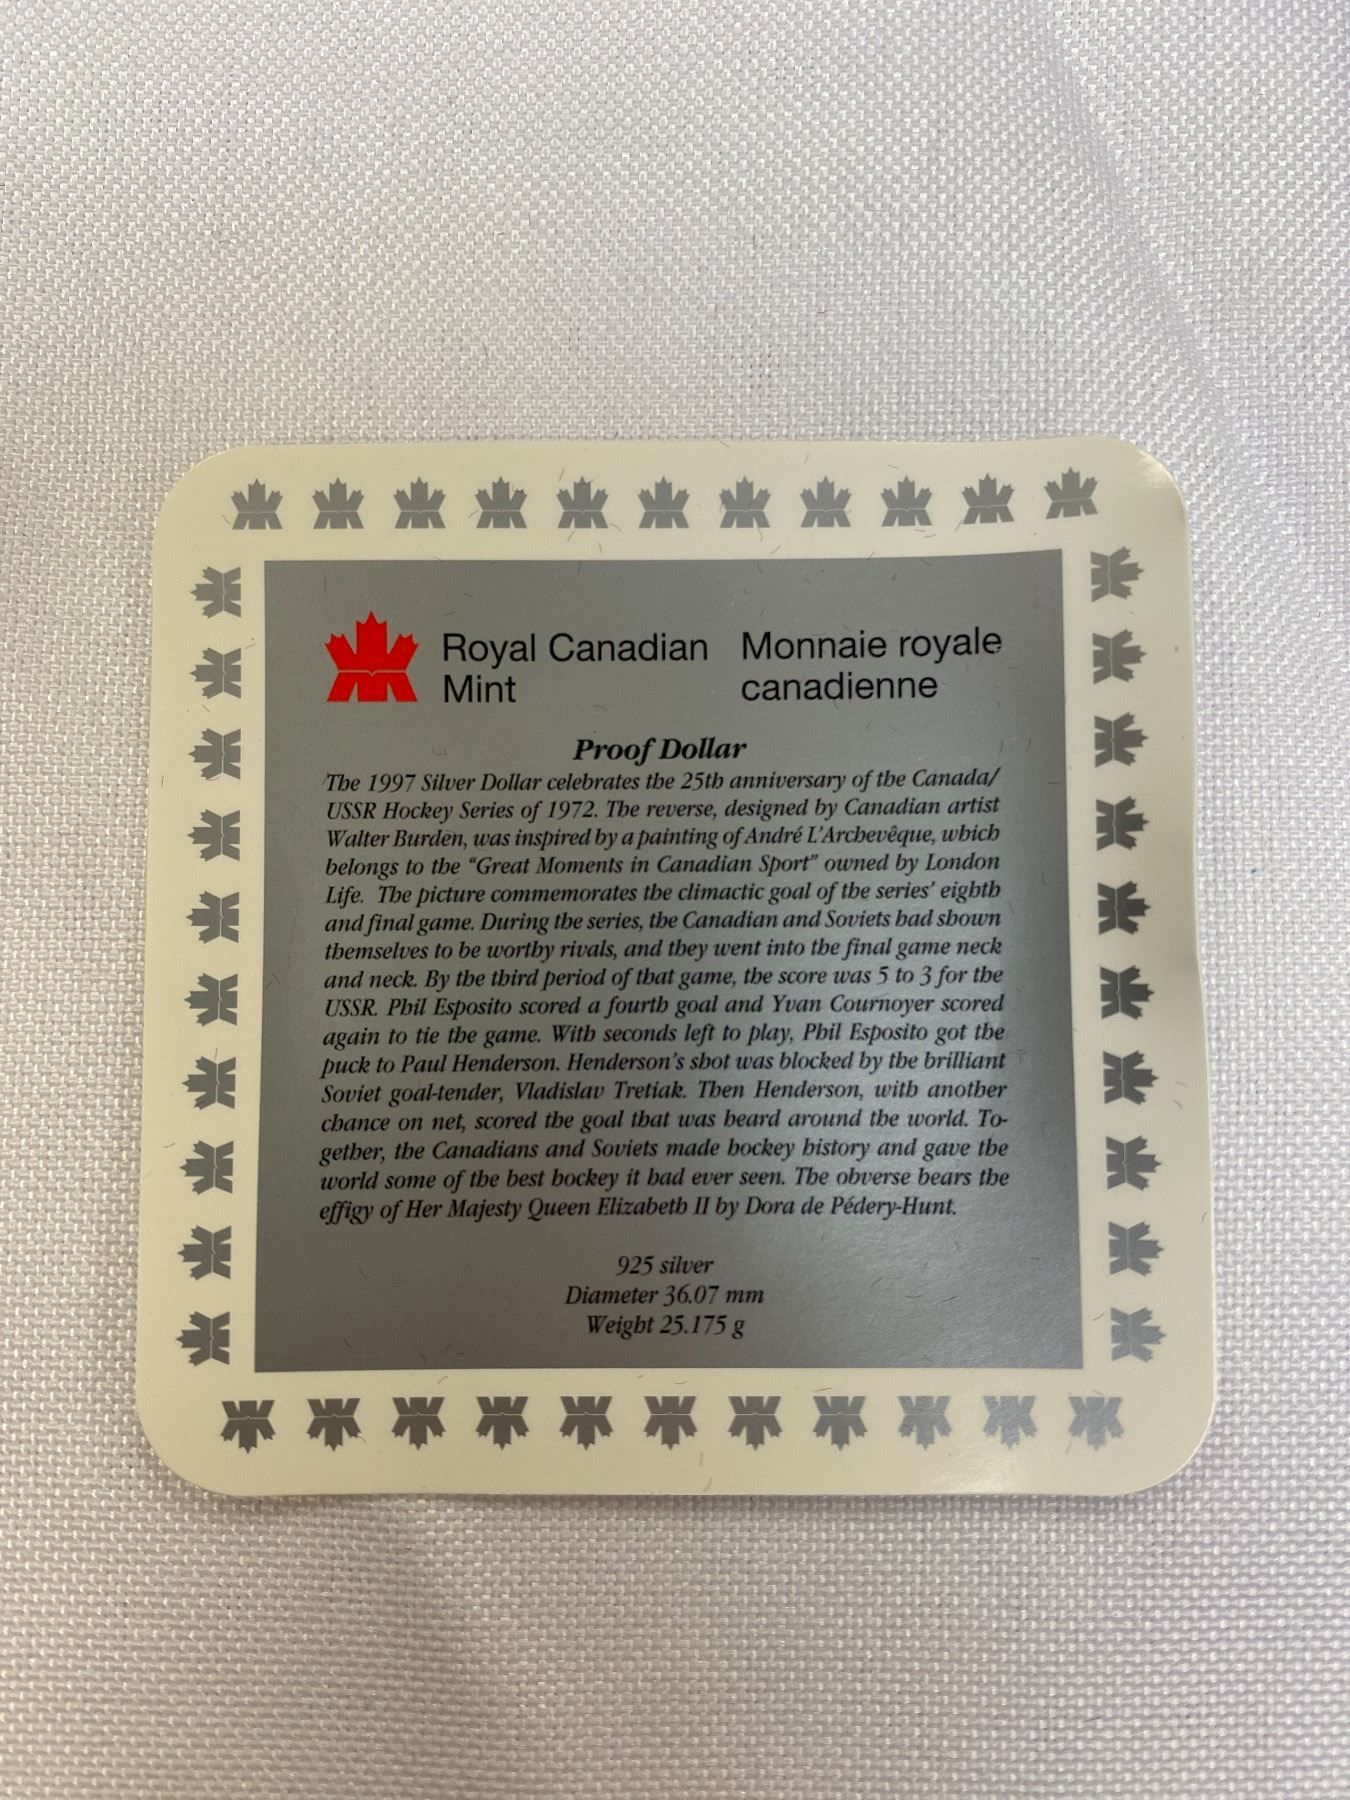 Royal Canadian Mint
Monnaie royale canadienne
Proof Dollar
The 1997 Silver Dollar celebrates the 25th anniversary of the Canada/
USSR Hockey Series of 1972. The reverse, designed by Canadian artist
Walter Burden, was inspired by a painting of André L'Archevêque, which
belongs to the "Great Moments in Canadian Sport" owned by London
Life. The picture commemorates the climactic goal of the series' eighth
and final game. During the series, the Canadian and Soviets had shown
themselves to be worthy rivals, and they went into the final game neck
and neck. By the third period of that game, the score was 5 to 3 for the
USSR. Phil Esposito scored a fourth goal and Yvan Cournoyer scored
again to tie the game. With seconds left to play, Phil Esposito got the
puck to Paul Henderson. Henderson's shot was blocked by the brilliant
Soviet goal-tender, Vladislav Tretiak. Then Henderson, with another
chance on net, scored the goal that was heard around the world. To-
gether, the Canadians and Soviets made hockey history and gave the
world some of the best hockey it had ever seen. The obverse bears the
effigy of Her Majesty Queen Elizabeth II by Dora de Pédery-Hunt.
925 silver
Diameter 36.07 mm
Weight 25.175 g